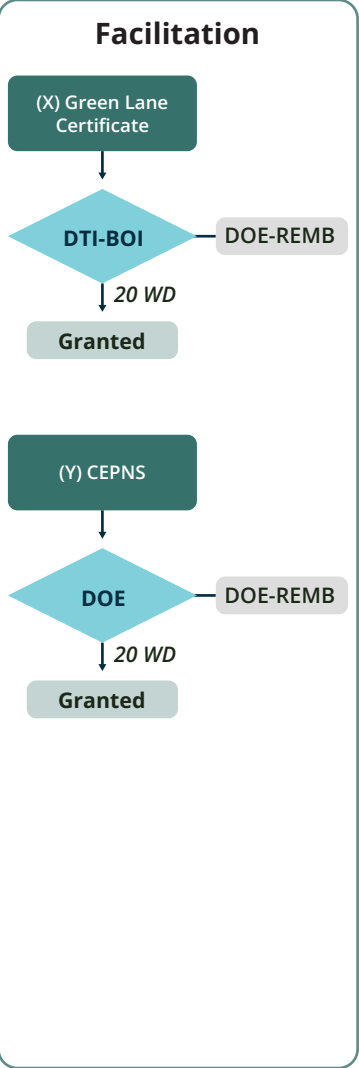 Facilitation
(X) Green Lane
Certificate
DTI-BOI
DOE-REMB
20 WD
Granted
(Y) CEPNS
DOE
DOE-REMB
20 WD
Granted